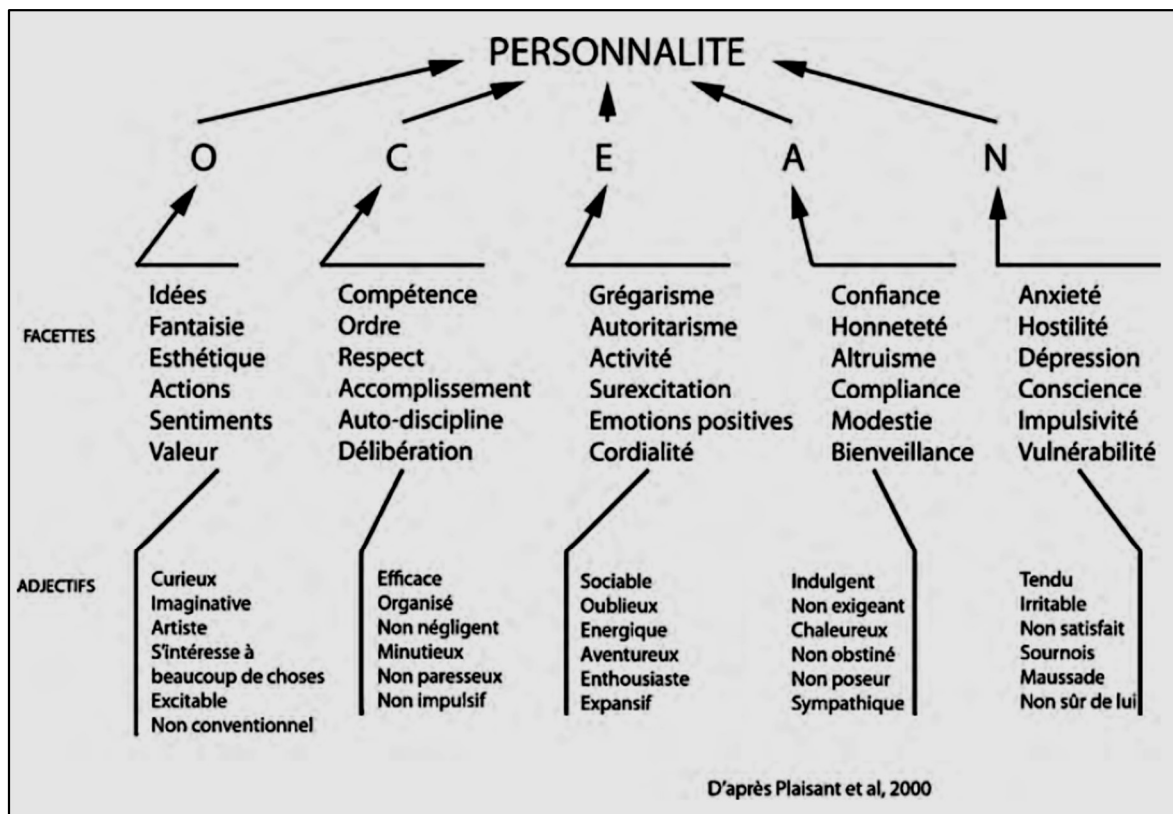 PERSONNALITE
O C E A N
FACETTES
Idées
Fantaisie
Esthétique
Actions
Sentiments
Valeur
Compétence
Ordre
Respect
Accomplissement
Auto-discipline
Délibération
Grégarisme
Autoritarisme
Activité
Surexcitation
Emotions positives
Cordialité
Confiance
Honneteté
Altruisme
Compliance
Modestie
Bienveillance
Anxieté
Hostilité
Dépression
Conscience
Impulsivité
Vulnérabilité
ADJECTIFS
Curieux
Imaginative
Artiste
S'intéresse à
beaucoup de choses
Excitable
Non conventionnel
Efficace
Organisé
Non négligent
Minutieux
Non paresseux
Non impulsif
Sociable
Oublieux
Energique
Aventureux
Enthousiaste
Expansif
Indulgent
Non exigeant
Chaleureux
Non obstiné
Non poseur
Sympathique
Tendu
Irritable
Non satisfait
Sournois
Maussade
Non sûr de lui
D'après Plaisant et al, 2000